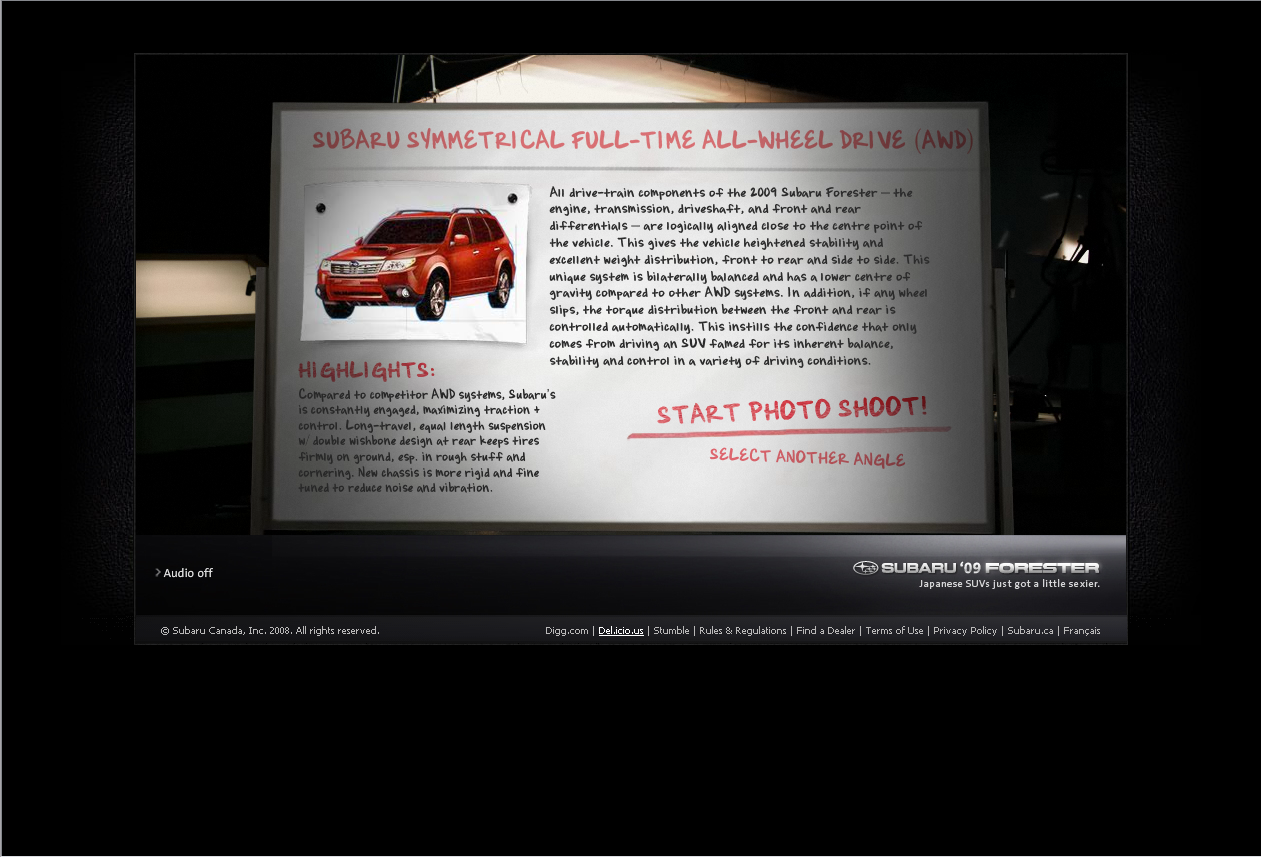 SUBARU SYMMETRICAL FULL-TIME ALL-WHEEL DRIVE (AWD)
All drive-train components of the 2009 Subaru Forester — the
engine, transmission, driveshaft, and front and rear
differentials — are logically aligned close to the centre point of
the vehicle. This gives the vehicle heightened stability and
excellent weight distribution, front to rear and side to side. This
unique system is bilaterally balanced and has a lower centre of
gravity compared to other AWD systems. In addition, if any wheel
slips, the torque distribution between the front and rear is
controlled automatically. This instills the confidence that only
comes from driving an SUV famed for its inherent balance,
stability and control in a variety of driving conditions.
HIGHLIGHTS:
Compared to competitor AWD systems, Subaru's
is constantly engaged, maximizing traction +
control. Long-travel, equal length suspension
w/ double wishbone design at rear keeps tires
firmly on ground, esp. in rough stuff and
cornering. New chassis is more rigid and fine
tuned to reduce noise and vibration.
START PHOTO SHOOT!
SELECT ANOTHER ANGLE
> Audio off
SUBARU '09 FORESTER
Japanese SUVs just got a little sexier.
© Subaru Canada, Inc. 2008. All rights reserved.
Digg.com | Del.icio.us | Stumble | Rules & Regulations | Find a Dealer | Terms of Use | Privacy Policy | Subaru.ca | Français